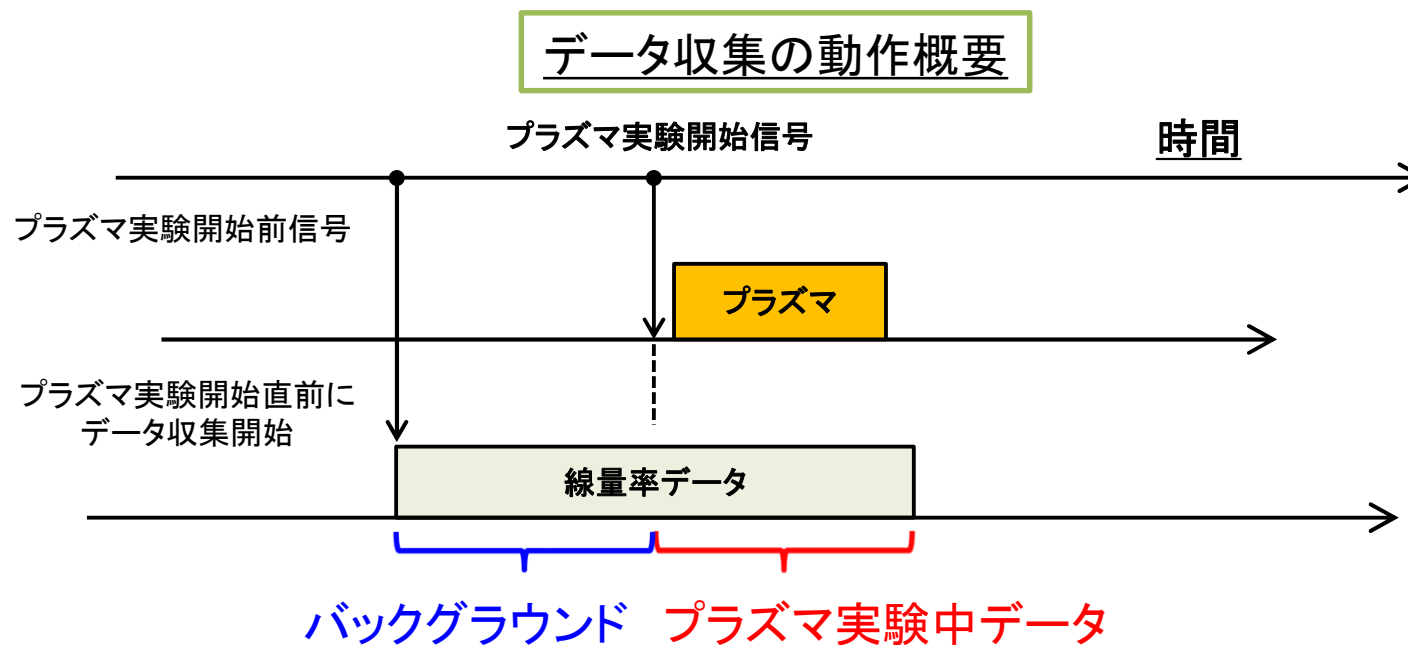 データ収集の動作概要
プラズマ実験開始信号
時間
プラズマ実験開始前信号
プラズマ
プラズマ実験開始直前に
データ収集開始
線量率データ
バックグラウンド
プラズマ実験中データ